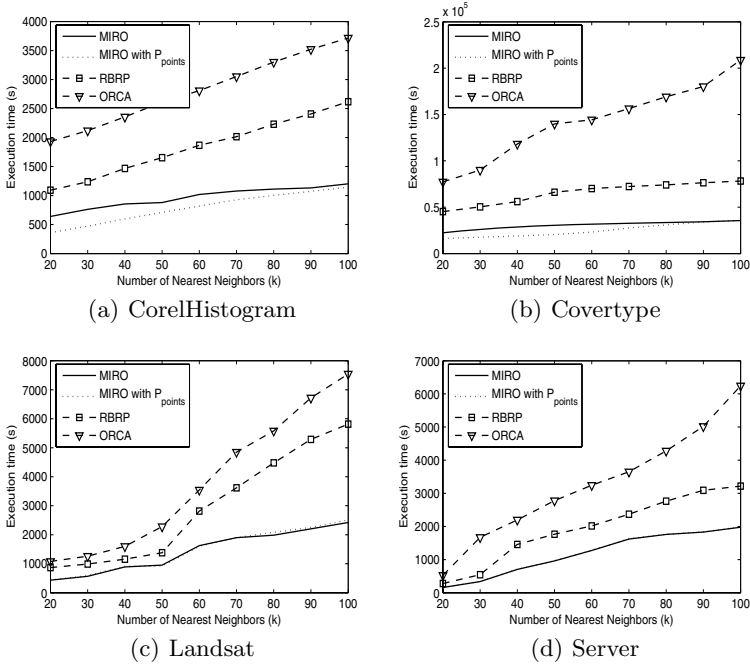 4000
3500
3000
2500
2000
1500
1000
500
0
Execution time (s)
MIRO
MIRO with P_points
RBRP
ORCA
20 30 40 50 60 70 80 90 100
Number of Nearest Neighbors (k)
(a) CorelHistogram
x 10^5
2.5
2
1.5
1
0.5
0
Execution time (s)
MIRO
MIRO with P_points
RBRP
ORCA
20 30 40 50 60 70 80 90 100
Number of Nearest Neighbors (k)
(b) Covertype
8000
7000
6000
5000
4000
3000
2000
1000
0
Execution time (s)
MIRO
MIRO with P_points
RBRP
ORCA
20 30 40 50 60 70 80 90 100
Number of Nearest Neighbors (k)
(c) Landsat
7000
6000
5000
4000
3000
2000
1000
0
Execution time (s)
MIRO
MIRO with P_points
RBRP
ORCA
20 30 40 50 60 70 80 90 100
Number of Nearest Neighbors (k)
(d) Server